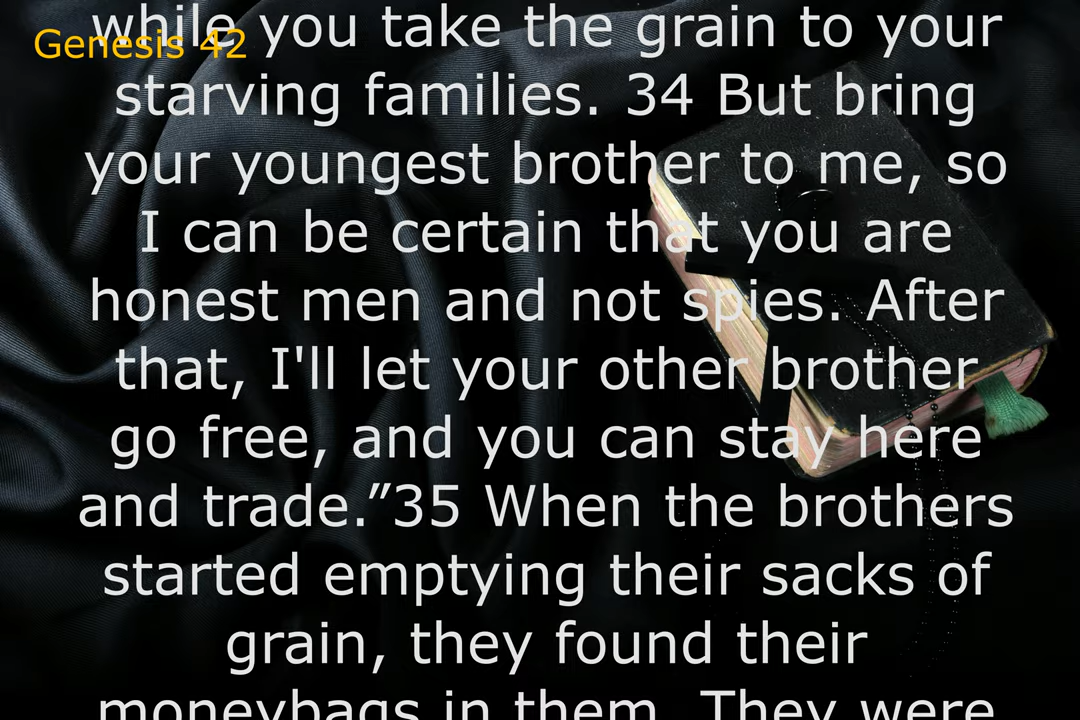 Genesis 42
while you take the grain to your
starving families. 34 But bring
your youngest brother to me, so
I can be certain that you are
honest men and not spies. After
that, I'll let your other brother
go free, and you can stay here
and trade.”35 When the brothers
started emptying their sacks of
grain, they found their
moneybags in them. They were